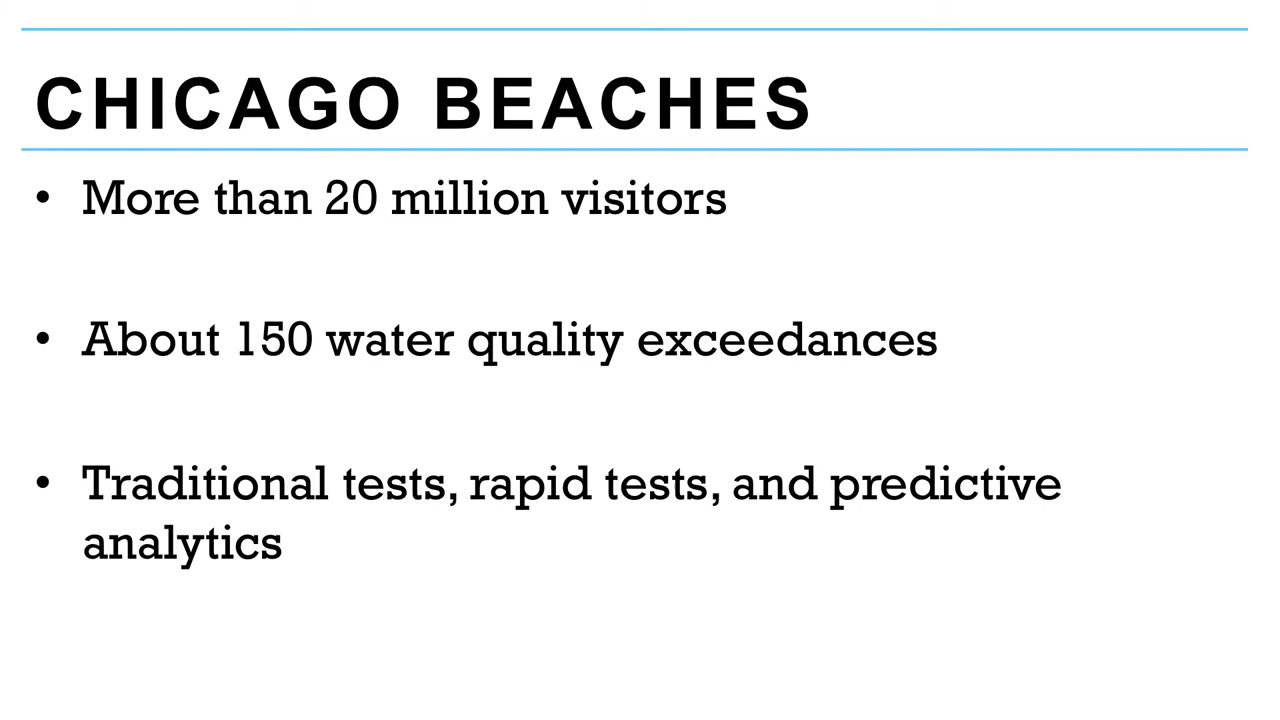 CHICAGO BEACHES
• More than 20 million visitors
• About 150 water quality exceedances
• Traditional tests, rapid tests, and predictive
analytics